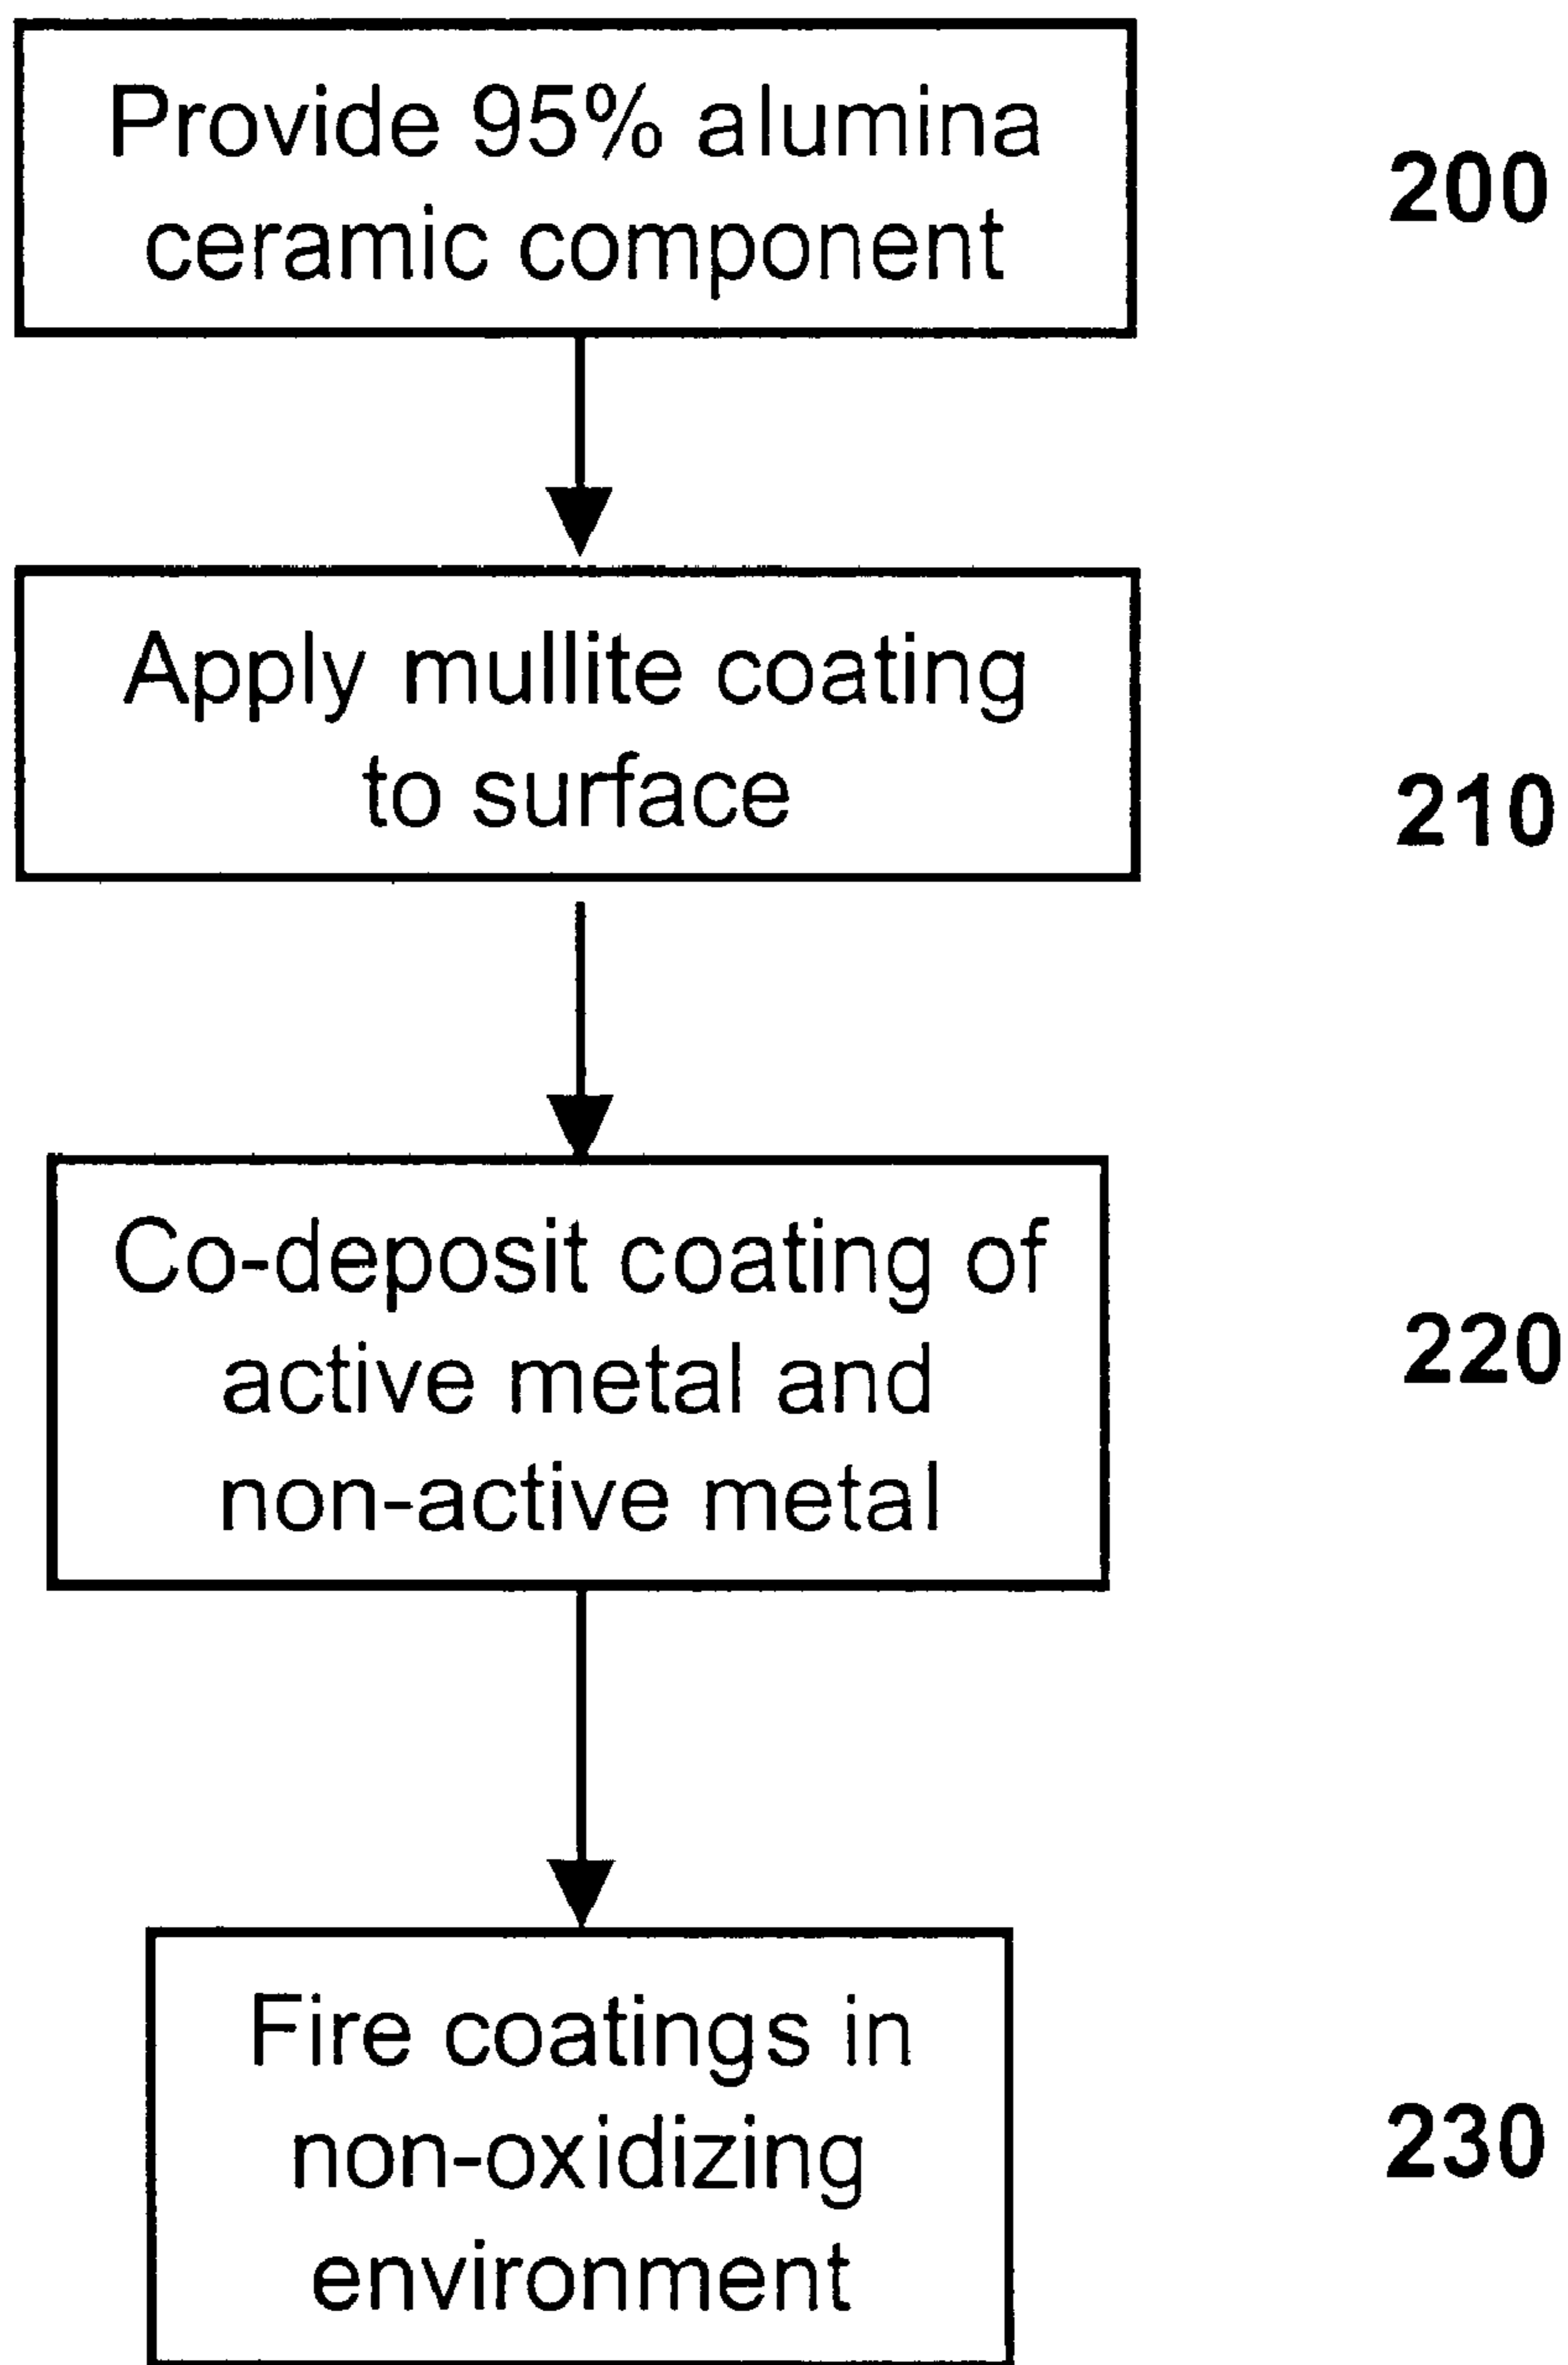 Provide 95% alumina
ceramic component
200
Apply mullite coating
to surface
210
Co-deposit coating of
active metal and
non-active metal
220
Fire coatings in
non-oxidizing
environment
230